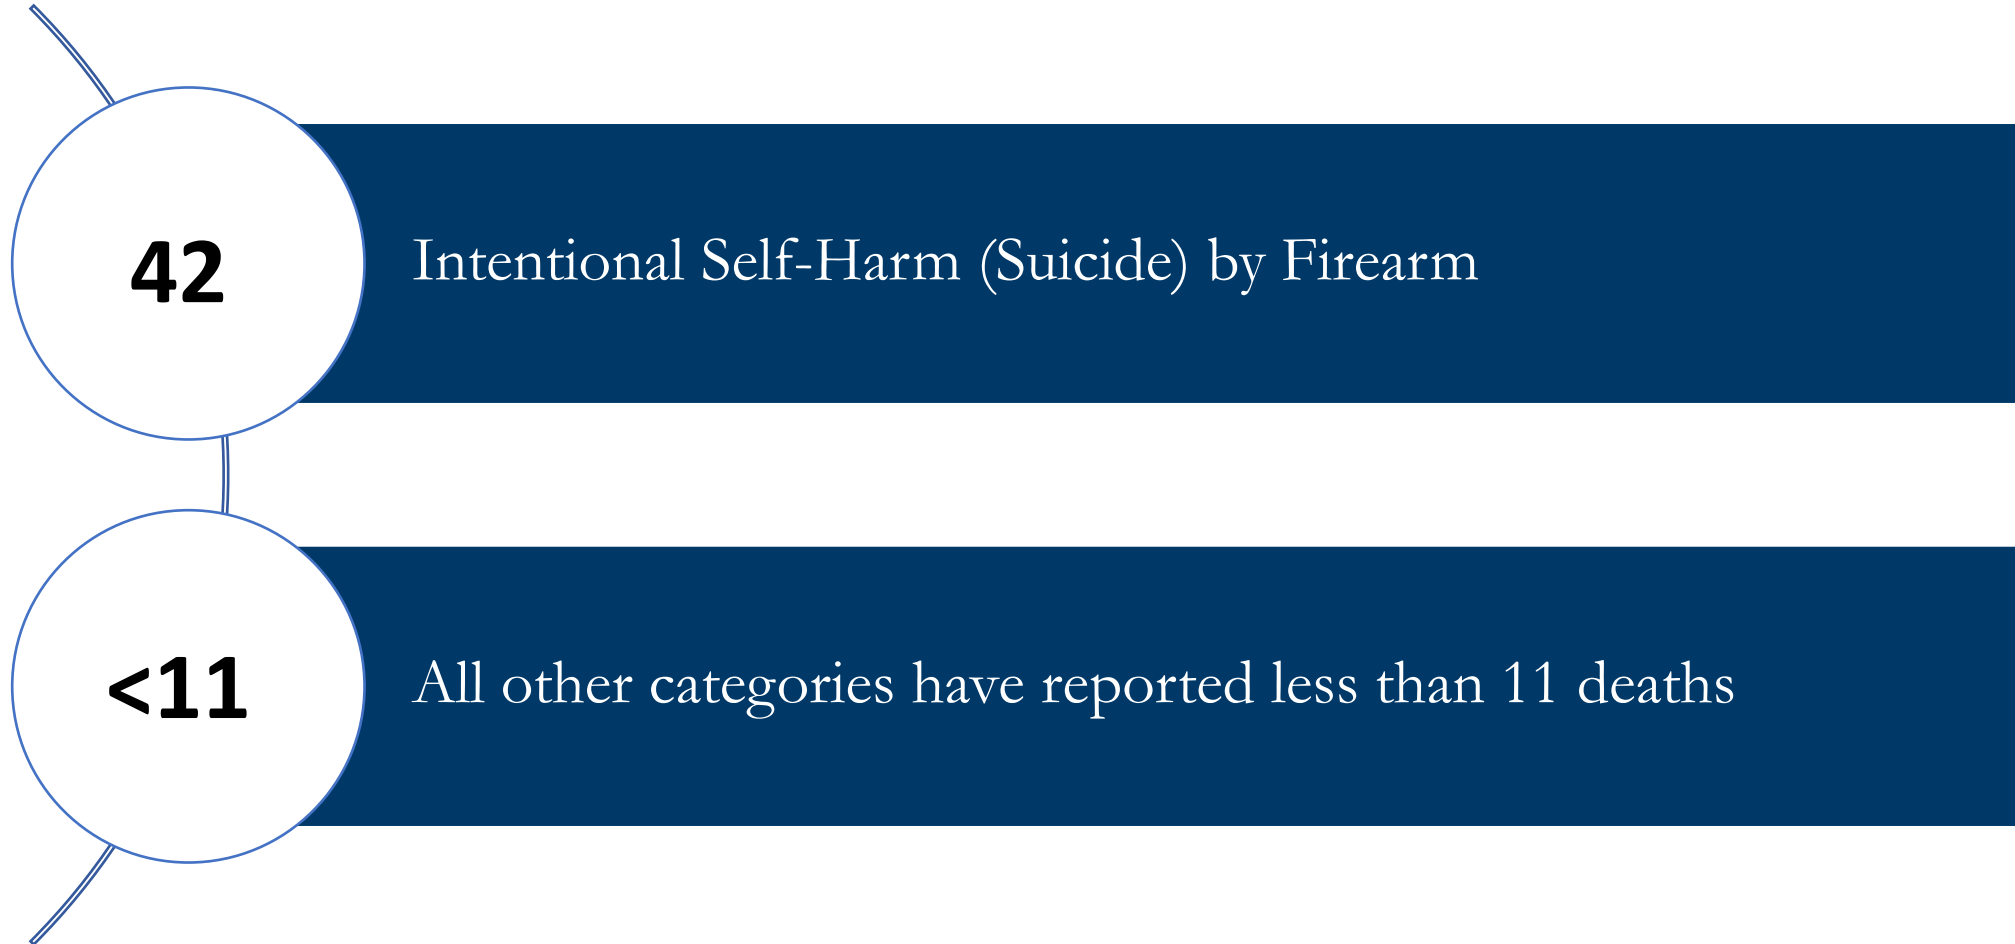 42
Intentional Self-Harm (Suicide) by Firearm
<11
All other categories have reported less than 11 deaths